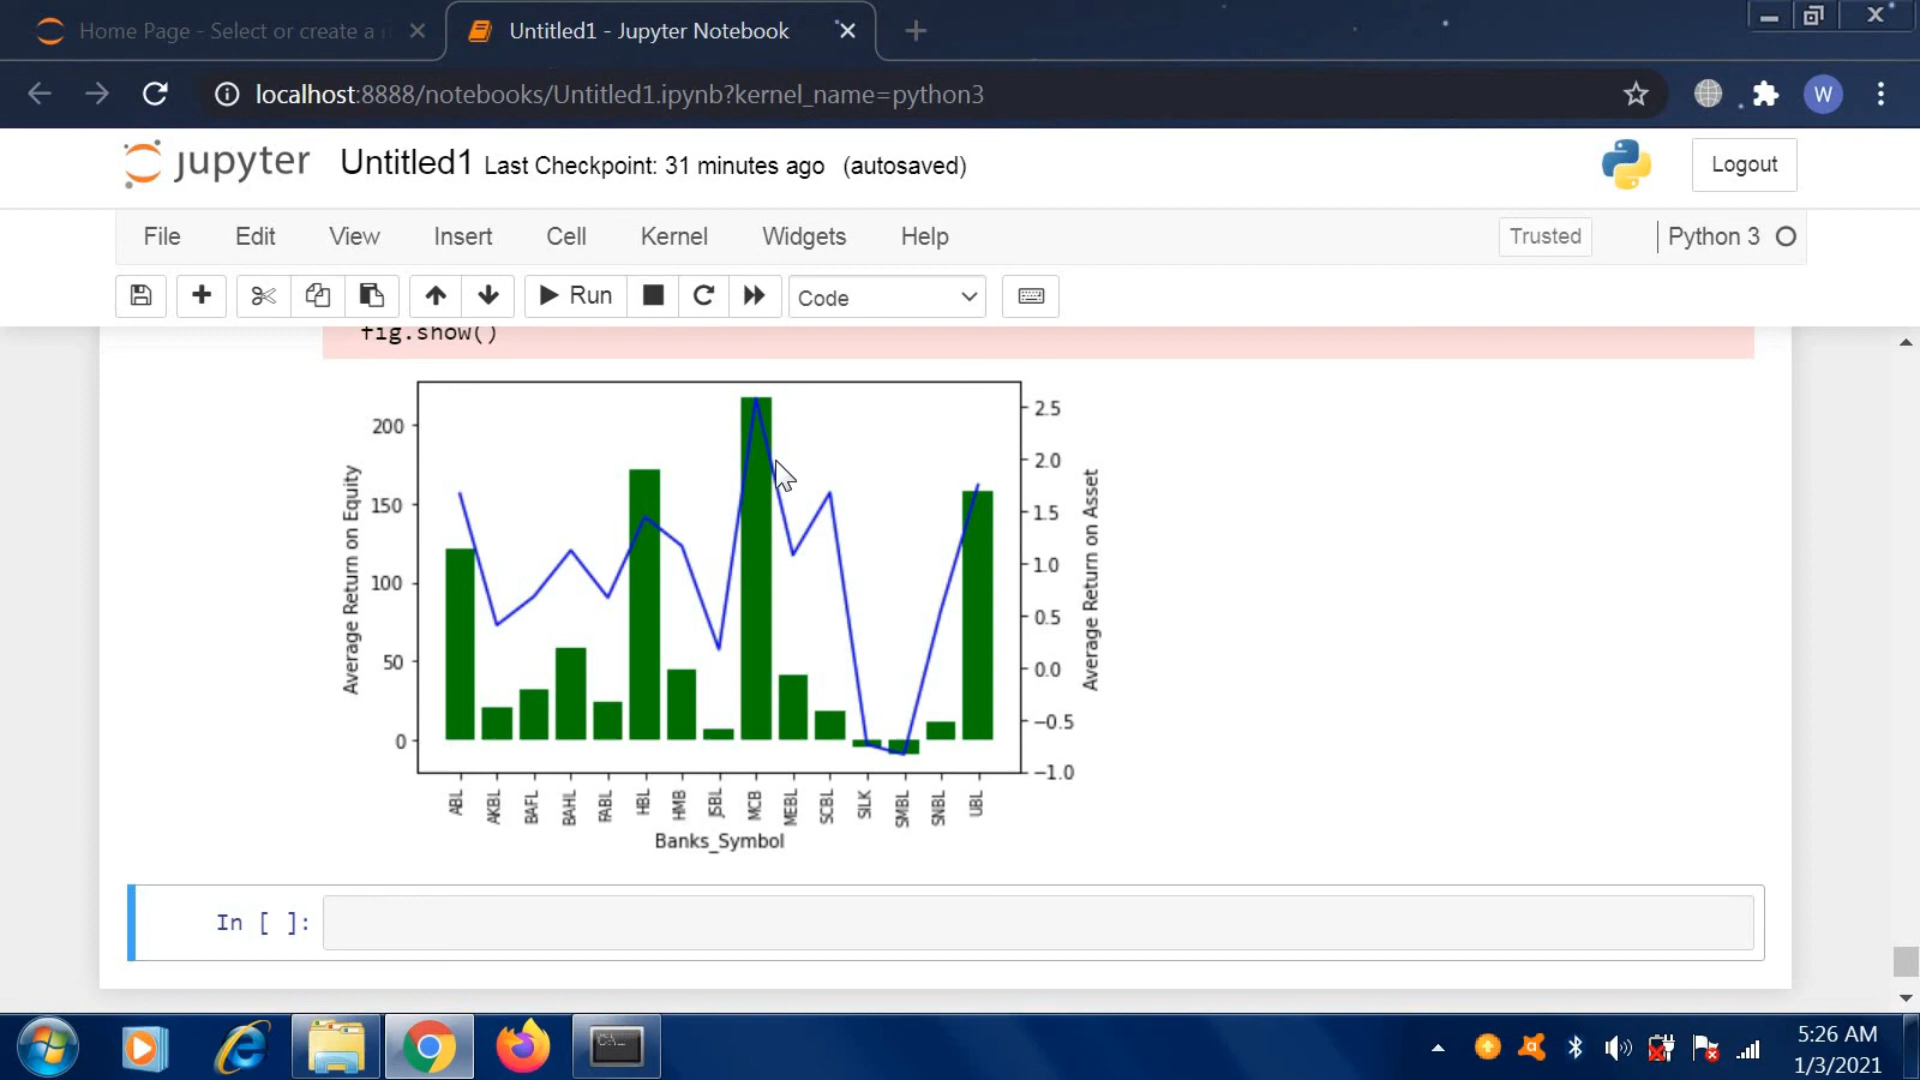 Home Page - Select or create a n
Untitled1 - Jupyter Notebook
localhost:8888/notebooks/Untitled1.ipynb?kernel_name=python3
W
jupyter Untitled1 Last Checkpoint: 31 minutes ago (autosaved)
Logout
File Edit View Insert Cell Kernel Widgets Help
Trusted
Python 3
Run
Code
fig.show()
200
150
100
50
0
Average Return on Equity
2.5
2.0
1.5
1.0
0.5
0.0
−0.5
−1.0
Average Return on Asset
ABL AKBL BAFL BAHL FABL HBL HMB JSBL MCB MEBL SCBL SILK SMBL SNBL UBL
Banks_Symbol
In [ ]:
C:\...
5:26 AM
1/3/2021